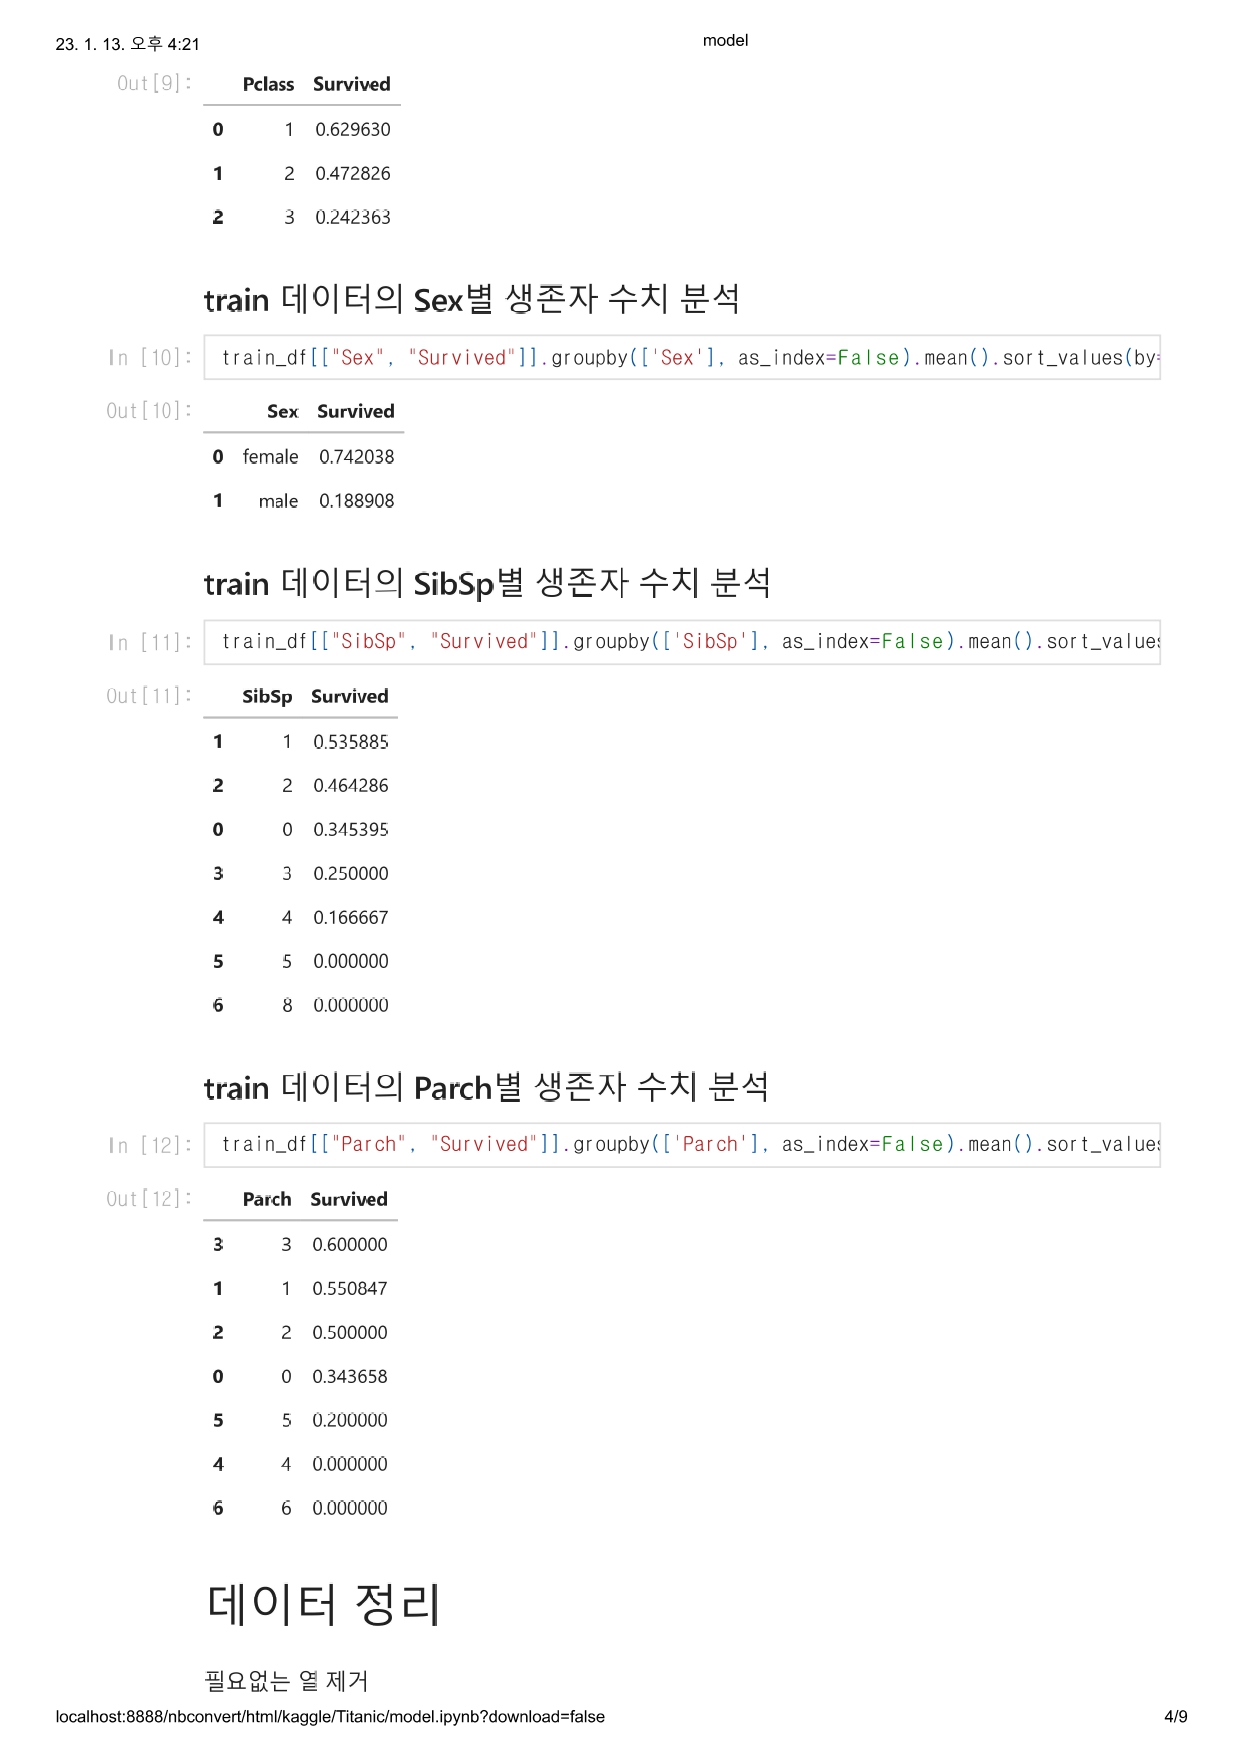 23. 1. 13. 오후 4:21 model
Out[9]: Pclass Survived
0 1 0.629630
1 2 0.472826
2 3 0.242363
train 데이터의 Sex별 생존자 수치 분석
In [10]: train_df[["Sex", "Survived"]].groupby(['Sex'], as_index=False).mean().sort_values(by=
Out[10]: Sex Survived
0 female 0.742038
1 male 0.188908
train 데이터의 SibSp별 생존자 수치 분석
In [11]: train_df[["SibSp", "Survived"]].groupby(['SibSp'], as_index=False).mean().sort_values
Out[11]: SibSp Survived
1 1 0.535885
2 2 0.464286
0 0 0.345395
3 3 0.250000
4 4 0.166667
5 5 0.000000
6 8 0.000000
train 데이터의 Parch별 생존자 수치 분석
In [12]: train_df[["Parch", "Survived"]].groupby(['Parch'], as_index=False).mean().sort_values
Out[12]: Parch Survived
3 3 0.600000
1 1 0.550847
2 2 0.500000
0 0 0.343658
5 5 0.200000
4 4 0.000000
6 6 0.000000
데이터 정리
필요없는 열 제거
localhost:8888/nbconvert/html/kaggle/Titanic/model.ipynb?download=false 4/9